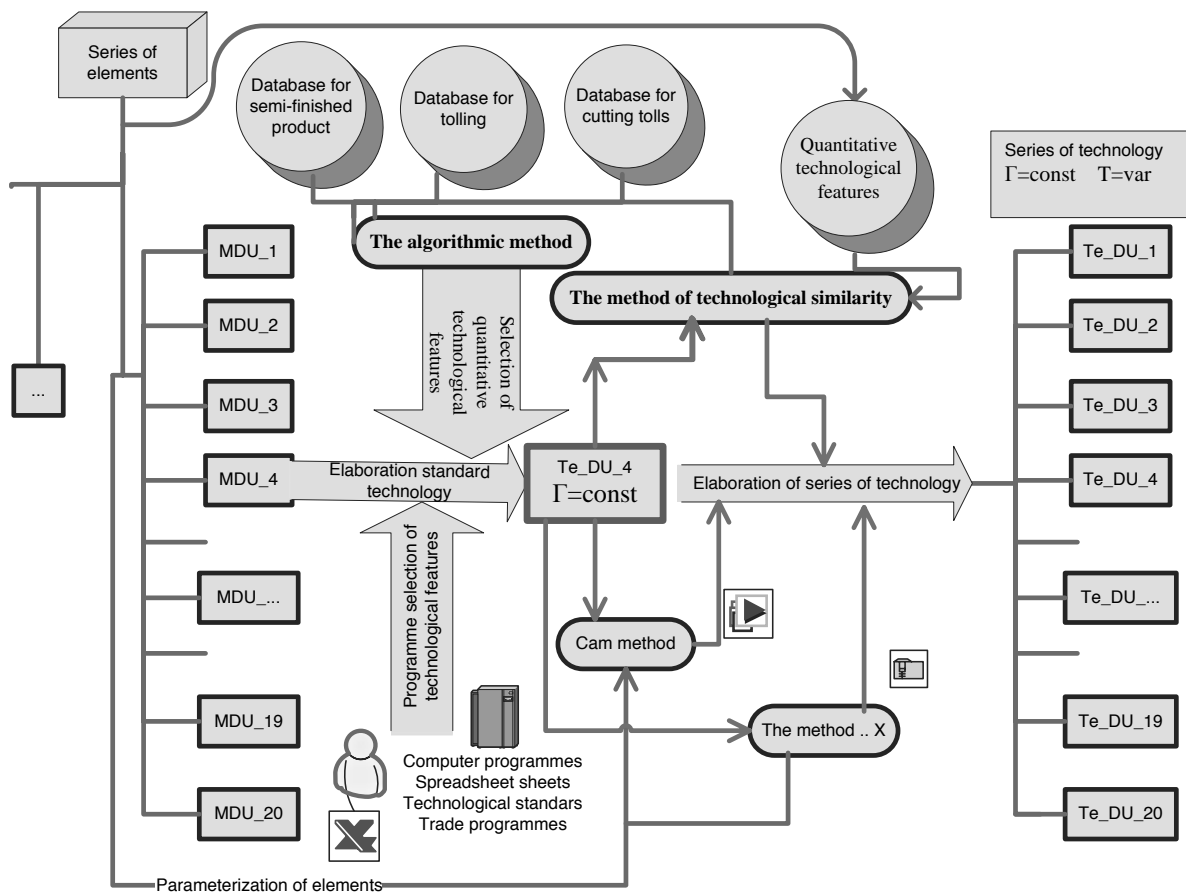 Series of
elements
Database for
semi-finished
product
Database for
tolling
Database for
cutting tolls
Quantitative
technological
features
Series of technology
Γ=const T=var
The algorithmic method
The method of technological similarity
Selection of
quantitative
technological
features
...
MDU_1
MDU_2
MDU_3
MDU_4
MDU_...
MDU_19
MDU_20
Elaboration standard
technology
Te_DU_4
Γ=const
Elaboration of series of technology
Programme selection of
technological features
Cam method
The method .. X
Computer programmes
Spreadsheet sheets
Technological standars
Trade programmes
Parameterization of elements
Te_DU_1
Te_DU_2
Te_DU_3
Te_DU_4
Te_DU_...
Te_DU_19
Te_DU_20